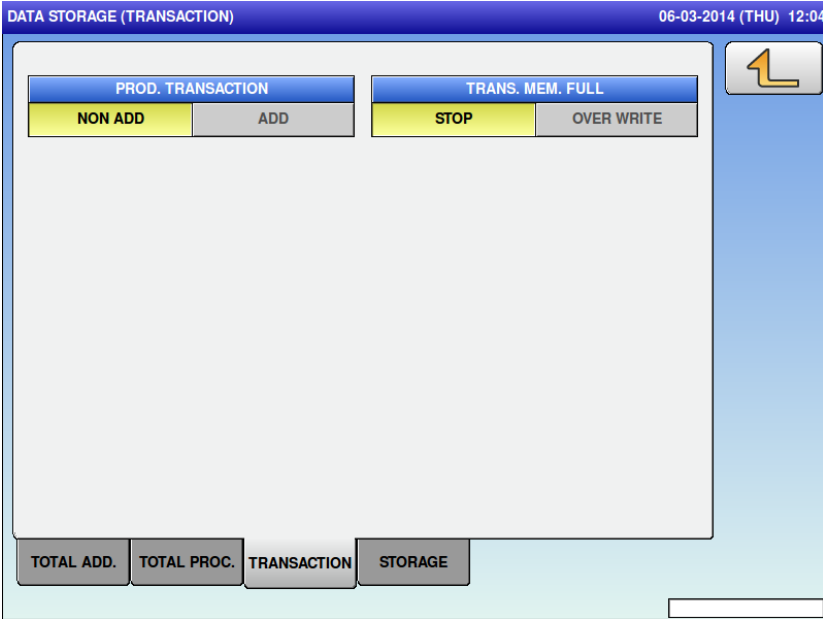 DATA STORAGE (TRANSACTION) 06-03-2014 (THU) 12:04
PROD. TRANSACTION TRANS. MEM. FULL
NON ADD ADD STOP OVER WRITE
TOTAL ADD. TOTAL PROC. TRANSACTION STORAGE